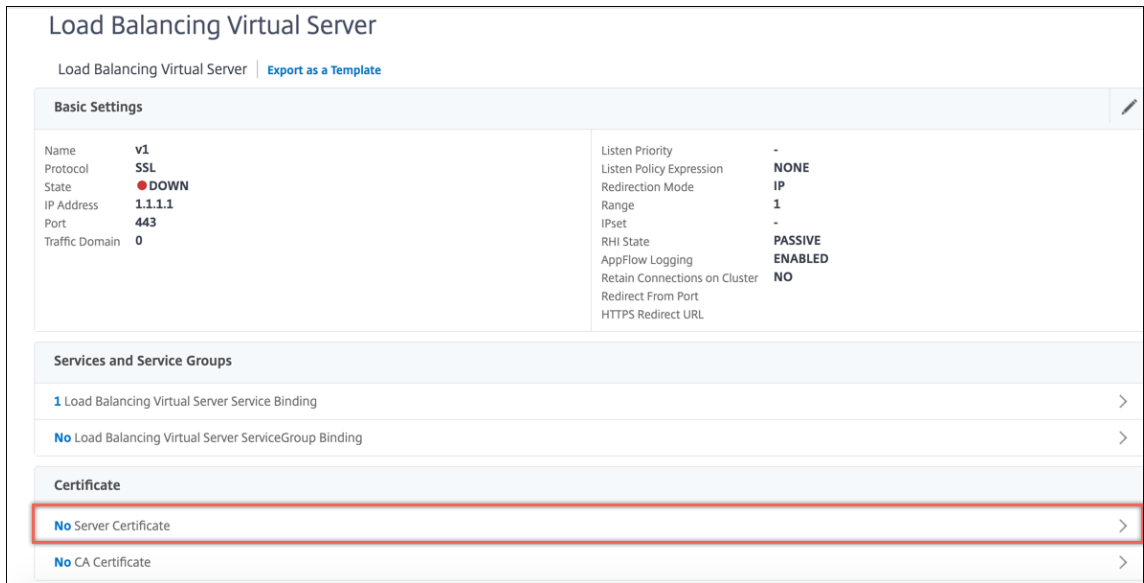 Load Balancing Virtual Server
Load Balancing Virtual Server | Export as a Template
Basic Settings
Name v1
Protocol SSL
State DOWN
IP Address 1.1.1.1
Port 443
Traffic Domain 0
Listen Priority -
Listen Policy Expression NONE
Redirection Mode IP
Range 1
IPset -
RHI State PASSIVE
AppFlow Logging ENABLED
Retain Connections on Cluster NO
Redirect From Port
HTTPS Redirect URL
Services and Service Groups
1 Load Balancing Virtual Server Service Binding
No Load Balancing Virtual Server ServiceGroup Binding
Certificate
No Server Certificate
No CA Certificate